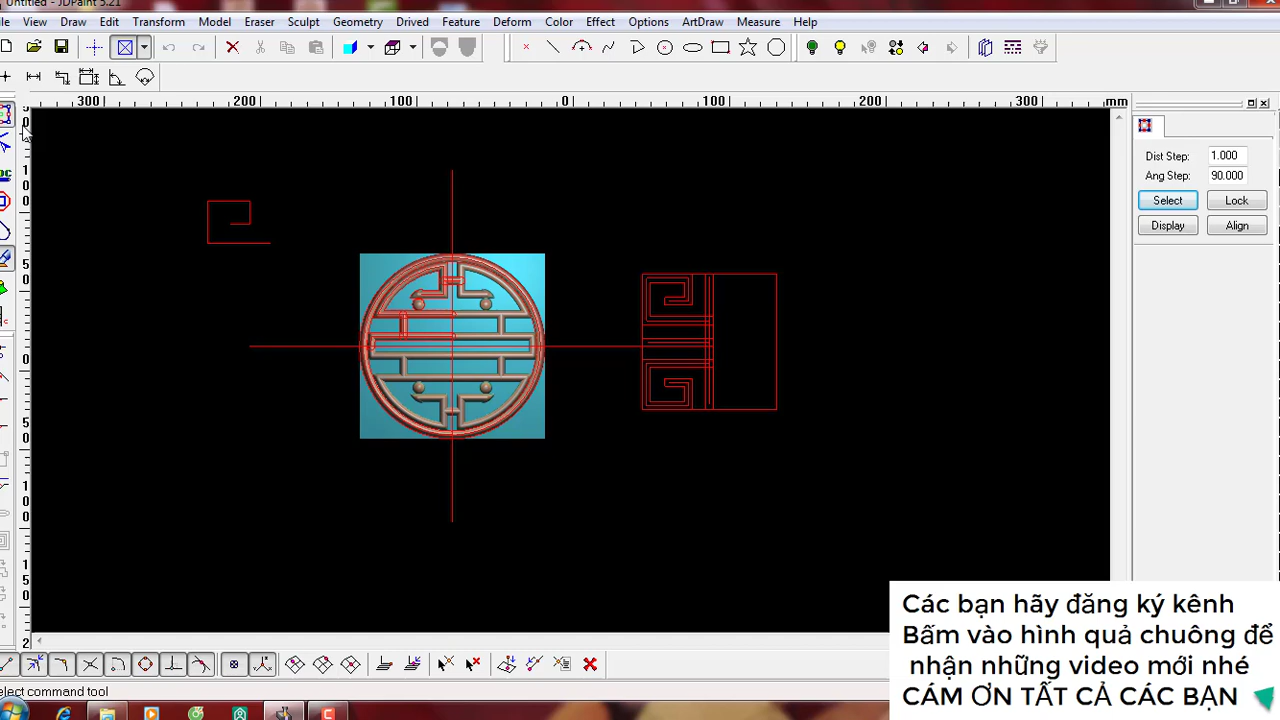 Untitled - JDPaint 5.21
View Draw Edit Transform Model Eraser Sculpt Geometry Drived Feature Deform Color Effect Options ArtDraw Measure Help
300 200 100 0 100 200 300 mm
Dist Step: 1.000
Ang Step: 90.000
Select Lock
Display Align
Các bạn hãy đăng ký kênh
Bấm vào hình quả chuông để
nhận những video mới nhé
CÁM ƠN TẤT CẢ CÁC BẠN
elect command tool